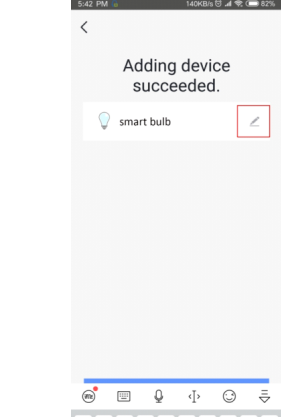 5:42 PM 140KB/s 82%
Adding device
succeeded.
smart bulb